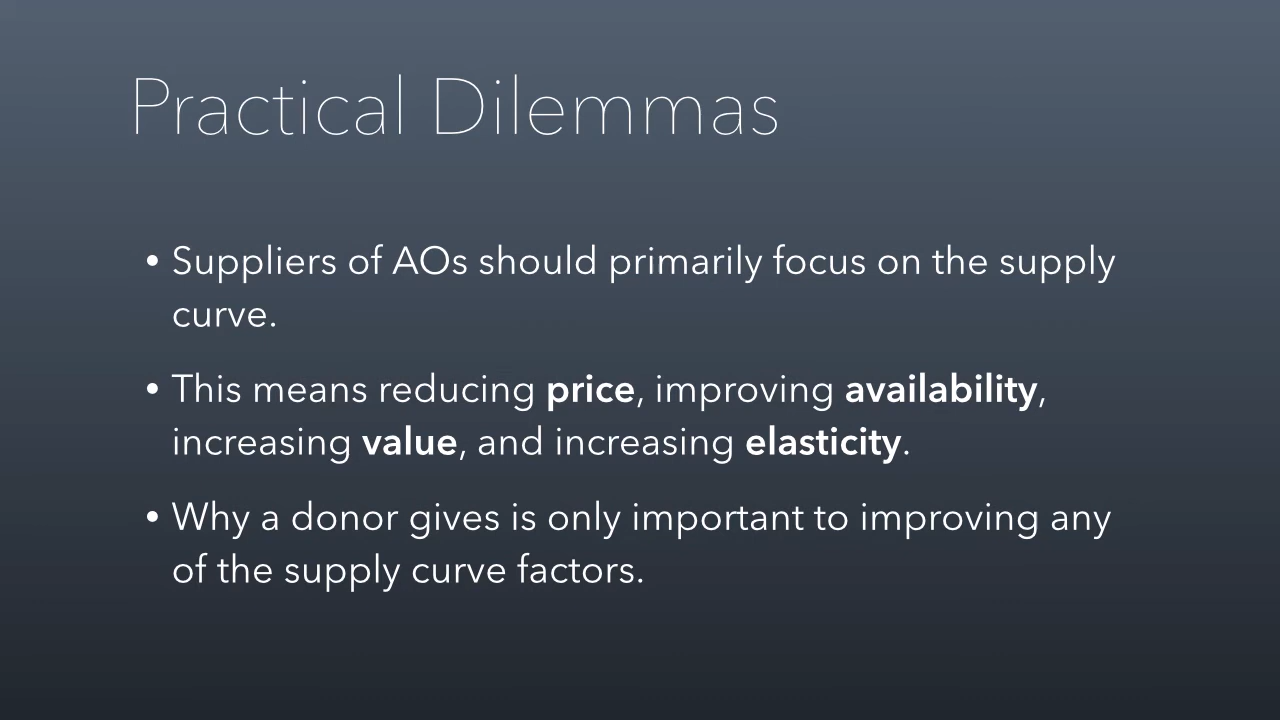 Practical Dilemmas
• Suppliers of AOs should primarily focus on the supply
curve.
• This means reducing price, improving availability,
increasing value, and increasing elasticity.
• Why a donor gives is only important to improving any
of the supply curve factors.